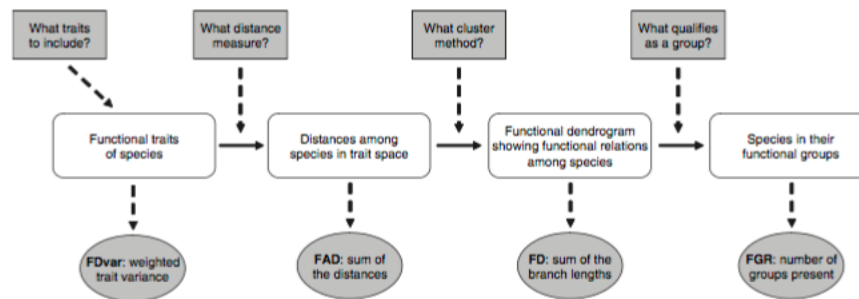 What traits
to include?
What distance
measure?
What cluster
method?
What qualifies
as a group?
Functional traits
of species
Distances among
species in trait space
Functional dendrogram
showing functional relations
among species
Species in their
functional groups
FDvar: weighted
trait variance
FAD: sum of
the distances
FD: sum of the
branch lengths
FGR: number of
groups present